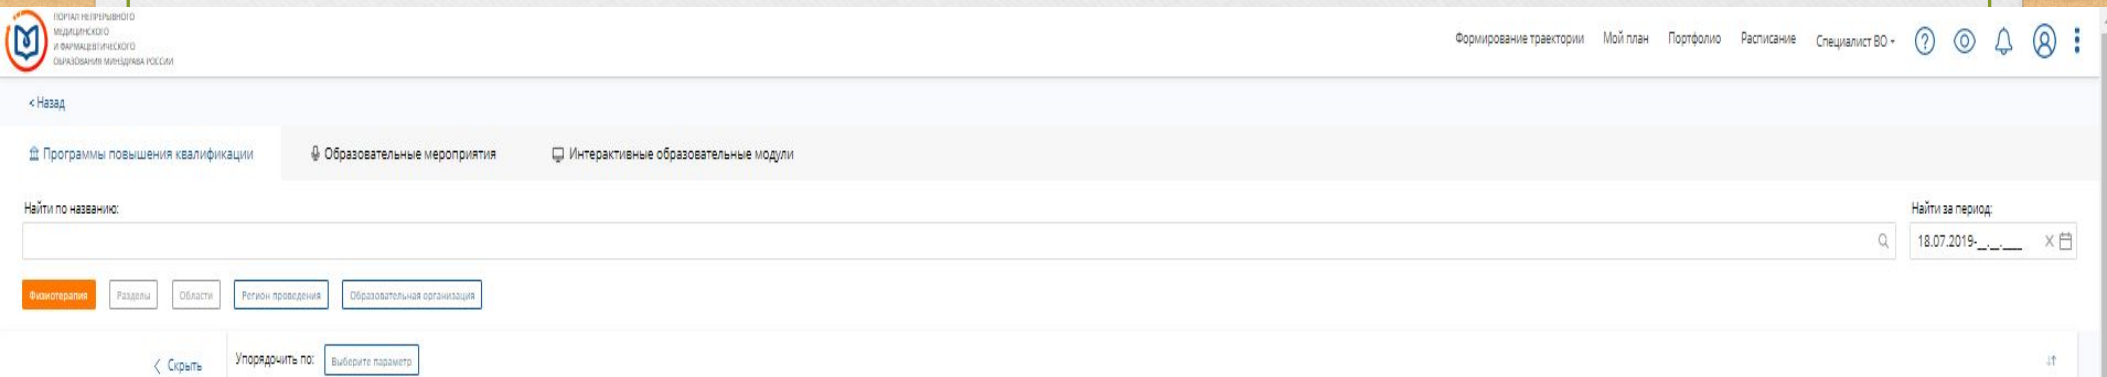 ПОРТАЛ НЕПРЕРЫВНОГО
МЕДИЦИНСКОГО
И ФАРМАЦЕВТИЧЕСКОГО
ОБРАЗОВАНИЯ МИНЗДРАВА РОССИИ
Формирование траектории Мой план Портфолио Расписание Специалист ВО
< Назад
Программы повышения квалификации Образовательные мероприятия Интерактивные образовательные модули
Найти по названию: Найти за период:
18.07.2019-__.__.____
Физиотерапия Разделы Области Регион проведения Образовательная организация
< Скрыть Упорядочить по: Выберите параметр